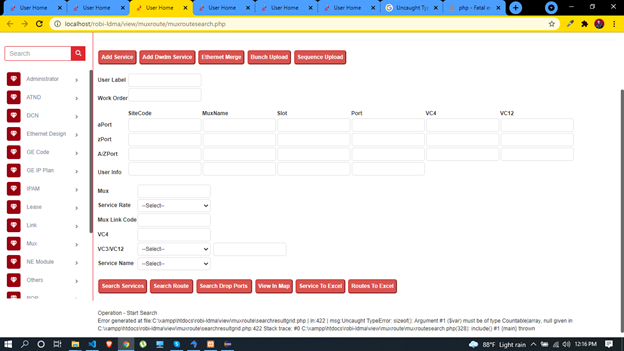 User Home
User Home
User Home
User Home
User Home
User Home
Uncaught Typ
php - Fatal e
localhost/robi-ldma/view/muxroute/muxroutesearch.php
Search
Administrator
ATND
DCN
Ethernet Design
GE Code
GE IP Plan
IPAM
Lease
Link
Mux
NE Module
Others
Add Service Add Dwdm Service Ethernet Merge Bunch Upload Sequence Upload
User Label
Work Order
SiteCode MuxName Slot Port VC4 VC12
aPort
zPort
A/ZPort
User Info
Mux
Service Rate --Select--
Mux Link Code
VC4
VC3/VC12 --Select--
Service Name --Select--
Search Services Search Route Search Drop Ports View In Map Service To Excel Routes To Excel
Operation - Start Search
Error generated at file:C:\xampp\htdocs\robi-ldma\view\muxroute\searchresultgrid.php | ln:422 | msg:Uncaught TypeError: sizeof(): Argument #1 ($var) must be of type Countable|array, null given in
C:\xampp\htdocs\robi-ldma\view\muxroute\searchresultgrid.php:422 Stack trace: #0 C:\xampp\htdocs\robi-ldma\view\muxroute\muxroutesearch.php(328): include() #1 {main} thrown
88°F Light rain
12:16 PM